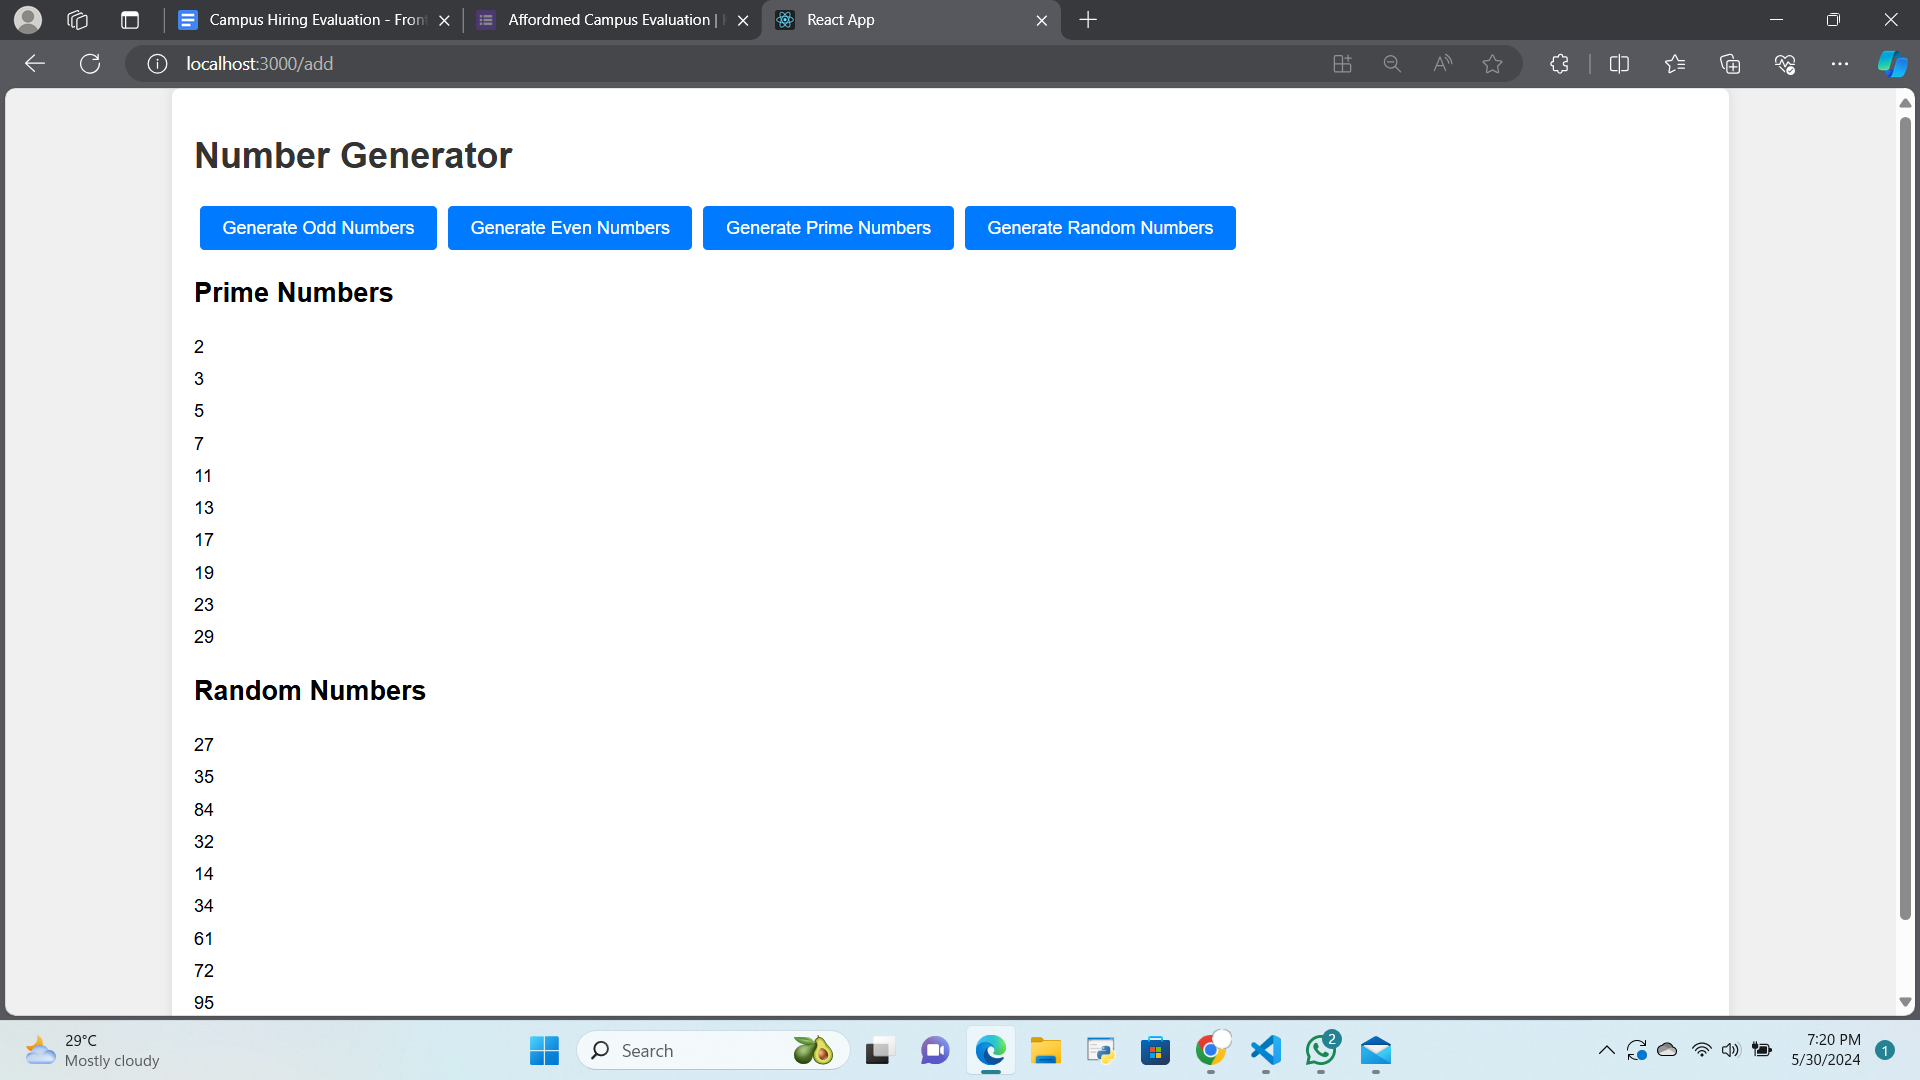 Campus Hiring Evaluation - Fron
Affordmed Campus Evaluation |
React App
localhost:3000/add
Number Generator
Generate Odd Numbers
Generate Even Numbers
Generate Prime Numbers
Generate Random Numbers
Prime Numbers
2
3
5
7
11
13
17
19
23
29
Random Numbers
27
35
84
32
14
34
61
72
95
29°C
Mostly cloudy
Search
2
7:20 PM
5/30/2024
1